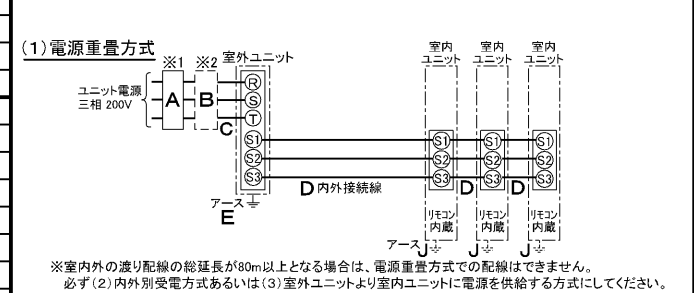 (1)電源重畳方式
※1 ※2 室外ユニット
室内
ユニット
室内
ユニット
室内
ユニット
ユニット電源
三相 200V
A B
C
R
S
T
S1
S2
S3
S1 S1 S1
S2 S2 S2
S3 S3 S3
D 内外接続線
D D
アース
E
リモコン
内蔵
リモコン
内蔵
リモコン
内蔵
アース J J J
※室内外の渡り配線の総延長が80m以上となる場合は、電源重畳方式での配線はできません。
必ず(2)内外別受電方式あるいは(3)室外ユニットより室内ユニットに電源を供給する方式にしてください。